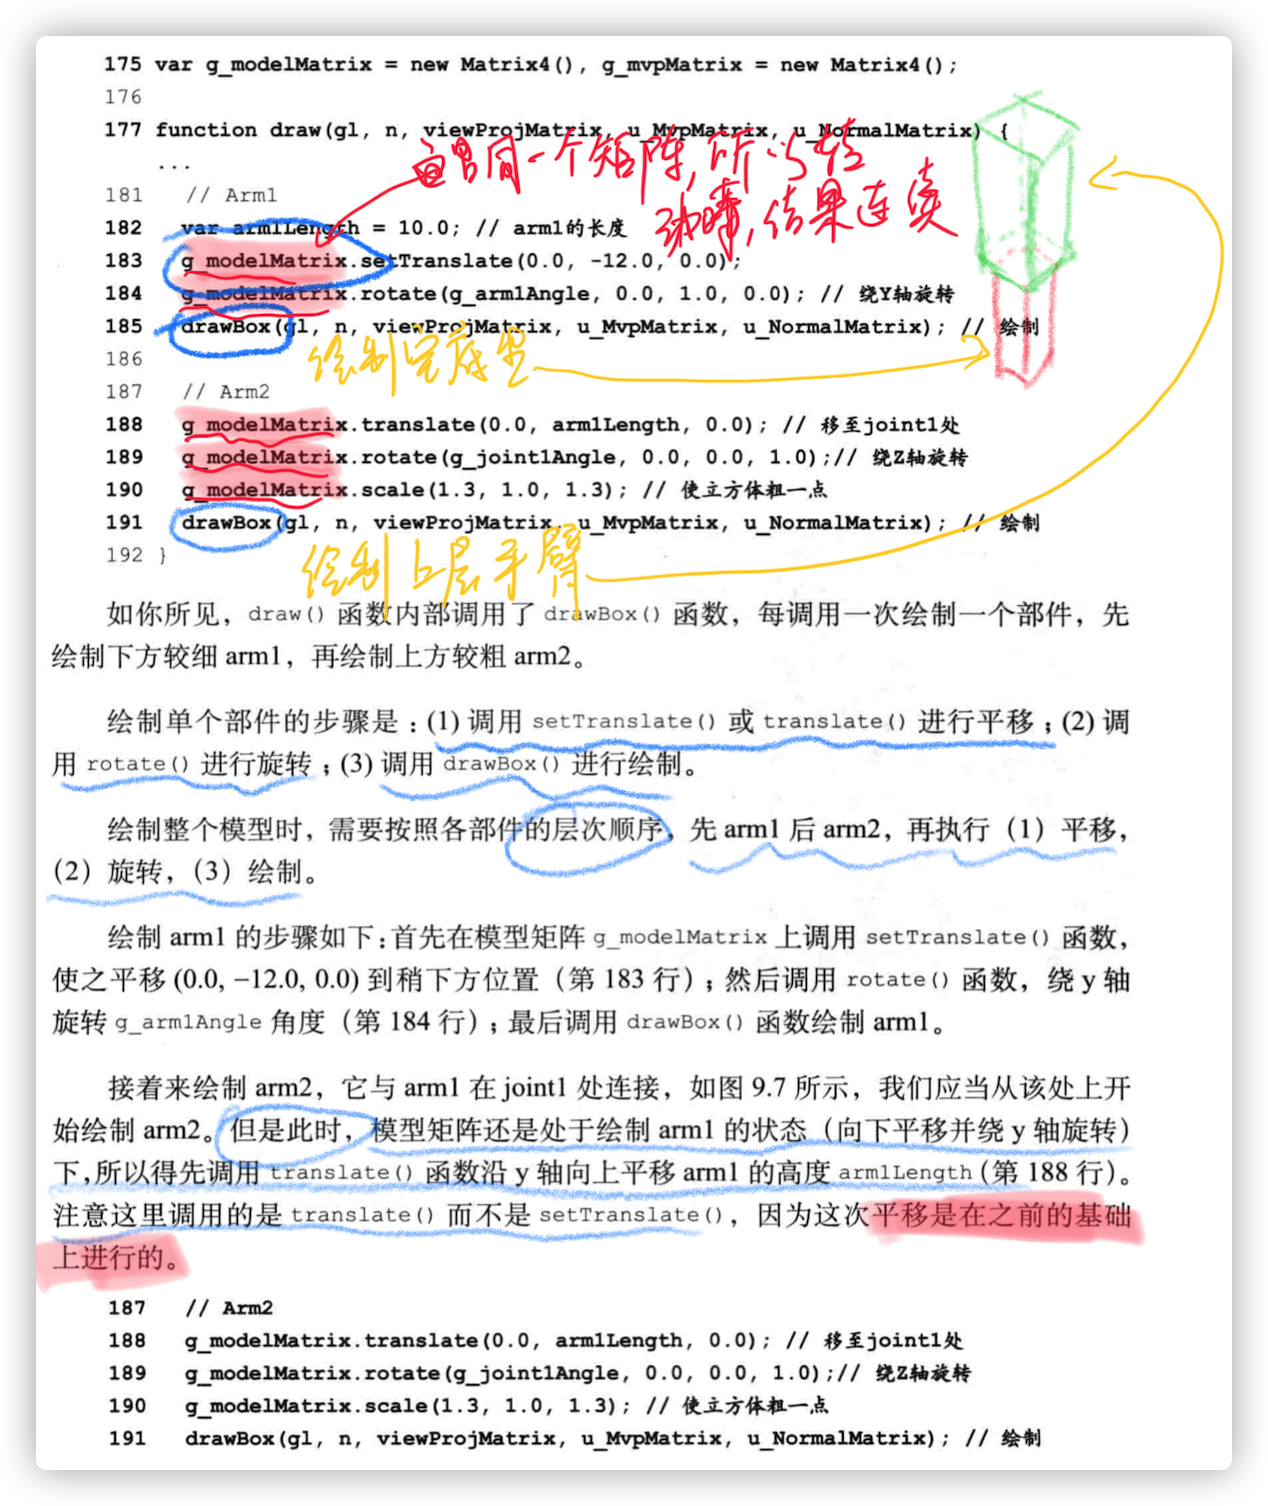 175 var g_modelMatrix = new Matrix4(), g_mvpMatrix = new Matrix4();
176
177 function draw(gl, n, viewProjMatrix, u_MvpMatrix, u_NormalMatrix) {
...
同一个矩阵,所以转
动时,结果连续
181 // Arm1
182 var arm1Length = 10.0; // arm1的长度
183 g_modelMatrix.setTranslate(0.0, -12.0, 0.0);
184 g_modelMatrix.rotate(g_arm1Angle, 0.0, 1.0, 0.0); // 绕Y轴旋转
185 drawBox(gl, n, viewProjMatrix, u_MvpMatrix, u_NormalMatrix); // 绘制
186
绘制完底里
187 // Arm2
188 g_modelMatrix.translate(0.0, arm1Length, 0.0); // 移至joint1处
189 g_modelMatrix.rotate(g_joint1Angle, 0.0, 0.0, 1.0);// 绕Z轴旋转
190 g_modelMatrix.scale(1.3, 1.0, 1.3); // 使立方体粗一点
191 drawBox(gl, n, viewProjMatrix, u_MvpMatrix, u_NormalMatrix); // 绘制
192 }
绘制上层手臂
如你所见，draw()函数内部调用了drawBox()函数，每调用一次绘制一个部件，先
绘制下方较细 arm1，再绘制上方较粗 arm2。
绘制单个部件的步骤是：(1) 调用 setTranslate()或 translate()进行平移；(2) 调
用 rotate()进行旋转；(3) 调用 drawBox()进行绘制。
绘制整个模型时，需要按照各部件的层次顺序，先 arm1 后 arm2，再执行（1）平移，
（2）旋转，（3）绘制。
绘制 arm1 的步骤如下：首先在模型矩阵 g_modelMatrix 上调用 setTranslate()函数，
使之平移 (0.0, –12.0, 0.0) 到稍下方位置（第 183 行）；然后调用 rotate()函数，绕 y 轴
旋转 g_arm1Angle 角度（第 184 行）；最后调用 drawBox()函数绘制 arm1。
接着来绘制 arm2，它与 arm1 在 joint1 处连接，如图 9.7 所示，我们应当从该处上开
始绘制 arm2。但是此时，模型矩阵还是处于绘制 arm1 的状态（向下平移并绕 y 轴旋转）
下，所以得先调用 translate()函数沿 y 轴向上平移 arm1 的高度 arm1Length（第 188 行）。
注意这里调用的是 translate()而不是 setTranslate()，因为这次平移是在之前的基础
上进行的。
187 // Arm2
188 g_modelMatrix.translate(0.0, arm1Length, 0.0); // 移至joint1处
189 g_modelMatrix.rotate(g_joint1Angle, 0.0, 0.0, 1.0);// 绕Z轴旋转
190 g_modelMatrix.scale(1.3, 1.0, 1.3); // 使立方体粗一点
191 drawBox(gl, n, viewProjMatrix, u_MvpMatrix, u_NormalMatrix); // 绘制